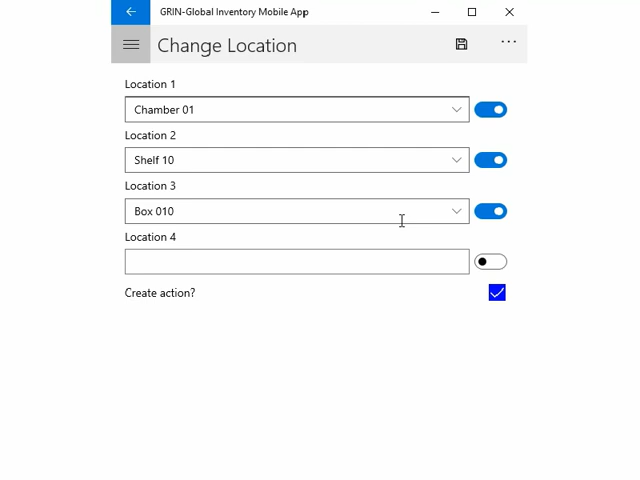 GRIN-Global Inventory Mobile App
Change Location
Location 1
Chamber 01
Location 2
Shelf 10
Location 3
Box 010
Location 4
Create action?